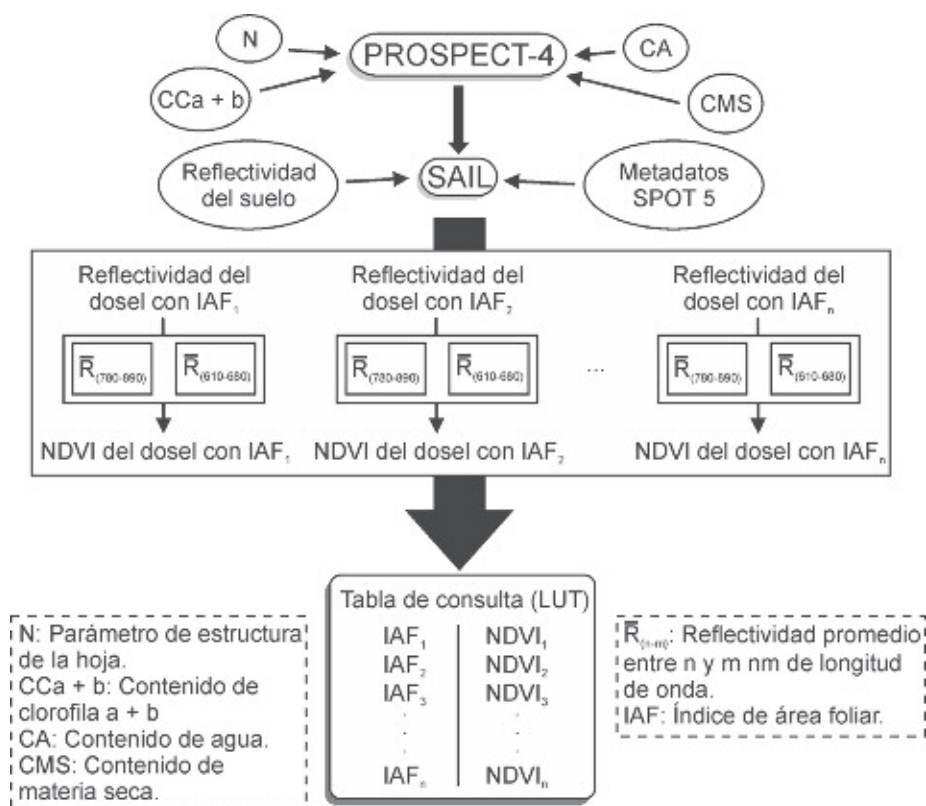 N
PROSPECT-4
CA
CCa + b
CMS
Reflectividad
del suelo
SAIL
Metadatos
SPOT 5
Reflectividad del
dosel con IAF₁
R̅(780-890)
R̅(610-680)
NDVI del dosel con IAF₁
Reflectividad del
dosel con IAF₂
R̅(780-890)
R̅(610-680)
NDVI del dosel con IAF₂
...
Reflectividad del
dosel con IAFₙ
R̅(780-890)
R̅(610-680)
NDVI del dosel con IAFₙ
Tabla de consulta (LUT)
IAF₁ NDVI₁
IAF₂ NDVI₂
IAF₃ NDVI₃
. .
. .
. .
IAFₙ NDVIₙ
N: Parámetro de estructura
de la hoja.
CCa + b: Contenido de
clorofila a + b
CA: Contenido de agua.
CMS: Contenido de
materia seca.
R̅(n-m): Reflectividad promedio
entre n y m nm de longitud
de onda.
IAF: Índice de área foliar.